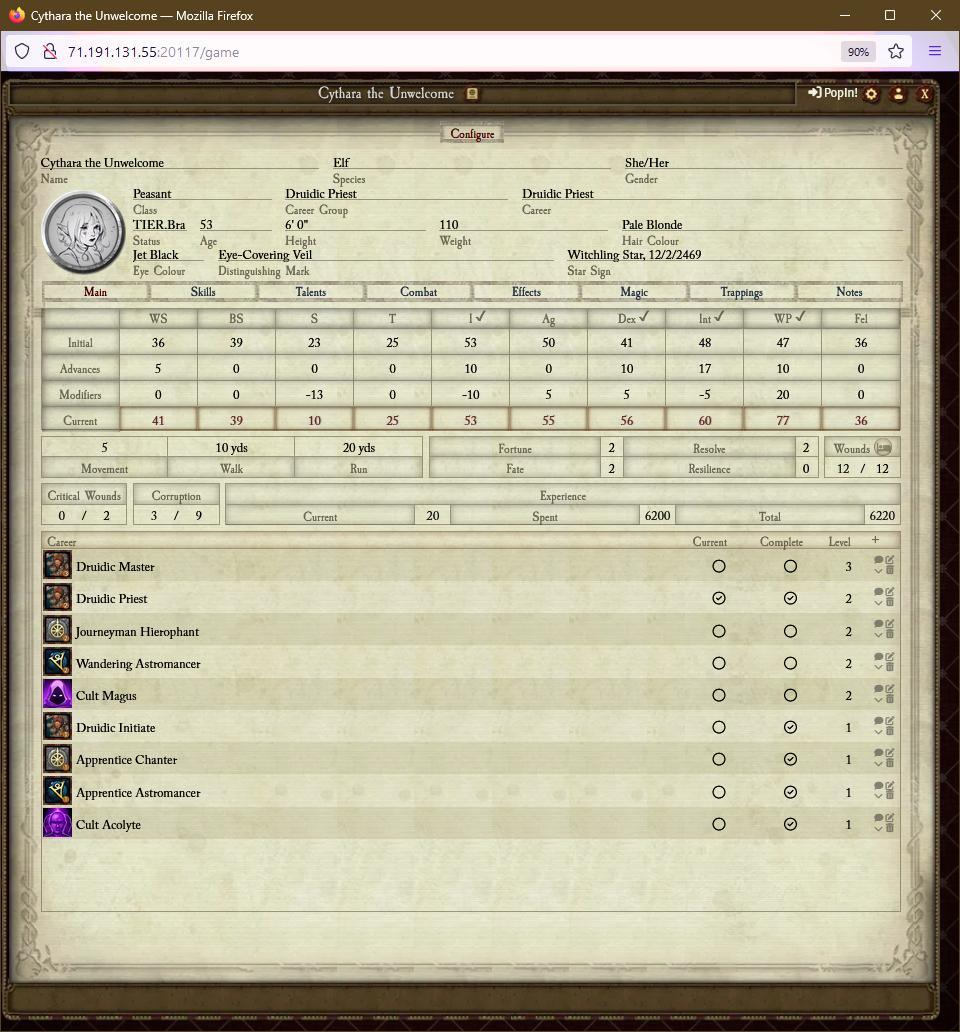 Cythara the Unwelcome — Mozilla Firefox
71.191.131.55:20117/game
90%
Cythara the Unwelcome
PopIn!
X
Configure
Cythara the Unwelcome Elf She/Her
Name Species Gender
Peasant Druidic Priest Druidic Priest
Class Career Group Career
TIER.Bra 53 6' 0" 110 Pale Blonde
Status Age Height Weight Hair Colour
Jet Black Eye-Covering Veil Witchling Star, 12/2/2469
Eye Colour Distinguishing Mark Star Sign
Main Skills Talents Combat Effects Magic Trappings Notes
WS BS S T I Ag Dex Int WP Fel
Initial 36 39 23 25 53 50 41 48 47 36
Advances 5 0 0 0 10 0 10 17 10 0
Modifiers 0 0 -13 0 -10 5 5 -5 20 0
Current 41 39 10 25 53 55 56 60 77 36
5 10 yds 20 yds Fortune 2 Resolve 2 Wounds
Movement Walk Run Fate 2 Resilience 0 12 / 12
Critical Wounds Corruption Experience
0 / 2 3 / 9 Current 20 Spent 6200 Total 6220
Career Current Complete Level +
Druidic Master 3
Druidic Priest 2
Journeyman Hierophant 2
Wandering Astromancer 2
Cult Magus 2
Druidic Initiate 1
Apprentice Chanter 1
Apprentice Astromancer 1
Cult Acolyte 1